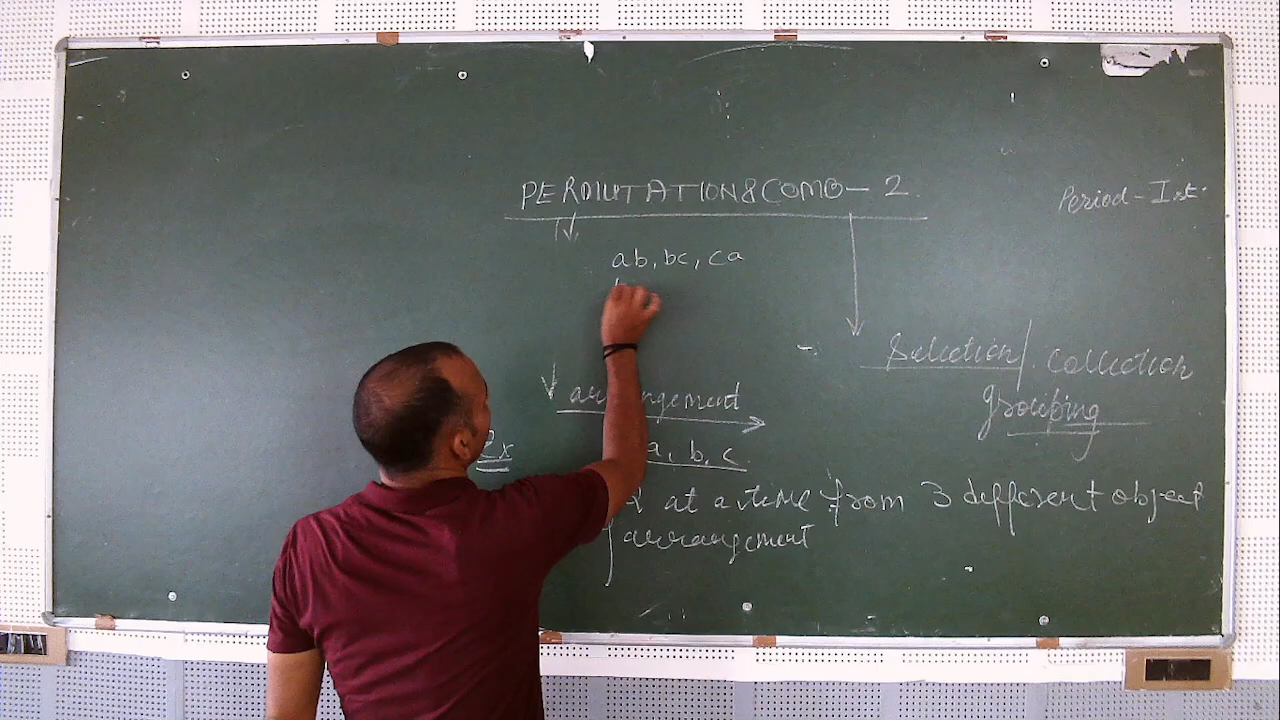 PERMUTATION & COMB - 2
Period - Ist
ab, bc, ca
Selection / collection
grouping
arrangement
Ex
a, b, c.
2 at a time from 3 different object
arrangement